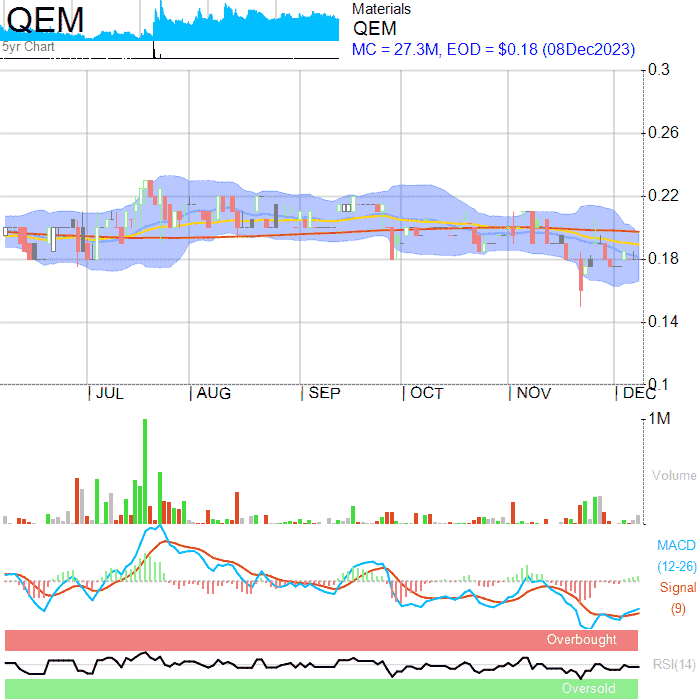 QEM
5yr Chart
Materials
QEM
MC = 27.3M, EOD = $0.18 (08Dec2023)
0.3
0.26
0.22
0.18
0.14
0.1
JUL AUG SEP OCT NOV DEC
1M
Volume
MACD
(12-26)
Signal
(9)
Overbought
RSI(14)
Oversold